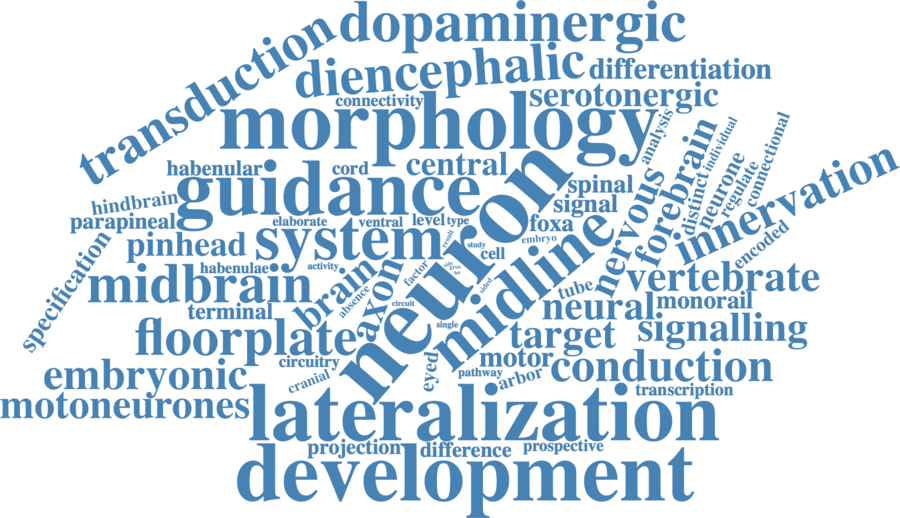 dopaminergic
transduction
diencephalic
differentiation
connectivity
serotonergic
morphology
analysis
individual
connectional
habenular
cord
central
forebrain
distinct
neurone
regulate
innervation
hindbrain
guidance
spinal
nervous
parapineal
elaborate
ventral
level
type
signal
foxa
encoded
specification
pinhead
system
result
study
cell
embryo
neuron
midline
midbrain
habenulae
activity
brain
axon
factor
side
gyrus
sided
tube
vertebrate
absence
circuit
terminal
neural
monorail
floorplate
single
target
signalling
circuitry
cranial
eyed
motor
pathway
arbor
conduction
embryonic
transcription
motoneurones
lateralization
projection
difference
prospective
development